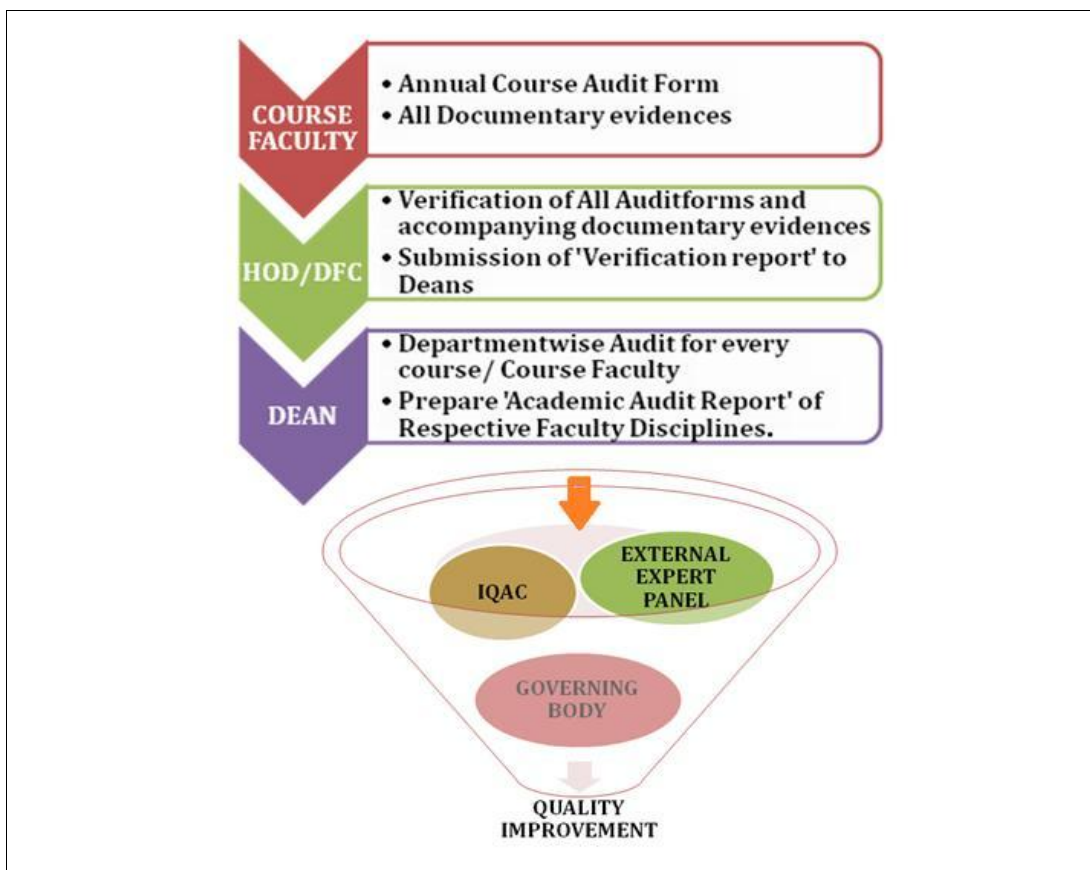 COURSE
FACULTY
• Annual Course Audit Form
• All Documentary evidences
HOD/DFC
• Verification of All Auditforms and
accompanying documentary evidences
• Submission of 'Verification report' to
Deans
DEAN
• Departmentwise Audit for every
course/ Course Faculty
• Prepare 'Academic Audit Report' of
Respective Faculty Disciplines.
IQAC
EXTERNAL
EXPERT
PANEL
GOVERNING
BODY
QUALITY
IMPROVEMENT